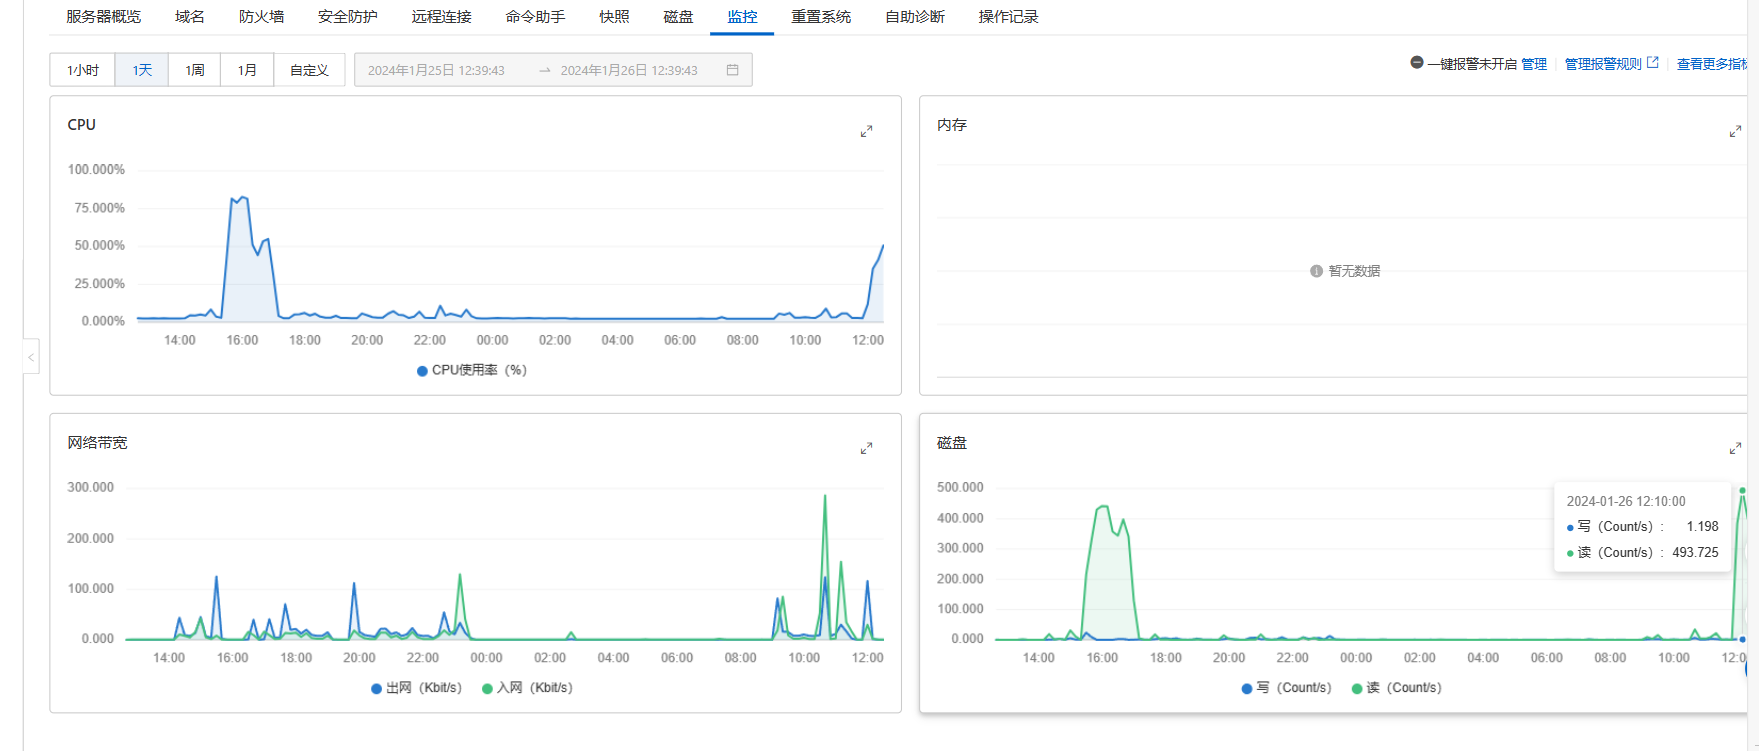 服务器概览 域名 防火墙 安全防护 远程连接 命令助手 快照 磁盘 监控 重置系统 自助诊断 操作记录
1小时 1天 1周 1月 自定义 2024年1月25日 12:39:43 → 2024年1月26日 12:39:43 一键报警未开启 管理 管理报警规则 查看更多指标
CPU
100.000%
75.000%
50.000%
25.000%
0.000%
14:00 16:00 18:00 20:00 22:00 00:00 02:00 04:00 06:00 08:00 10:00 12:00
CPU使用率（%）
内存
暂无数据
网络带宽
300.000
200.000
100.000
0.000
14:00 16:00 18:00 20:00 22:00 00:00 02:00 04:00 06:00 08:00 10:00 12:00
出网（Kbit/s） 入网（Kbit/s）
磁盘
500.000
400.000
300.000
200.000
100.000
0.000
2024-01-26 12:10:00
写（Count/s）: 1.198
读（Count/s）: 493.725
14:00 16:00 18:00 20:00 22:00 00:00 02:00 04:00 06:00 08:00 10:00 12:0
写（Count/s） 读（Count/s）